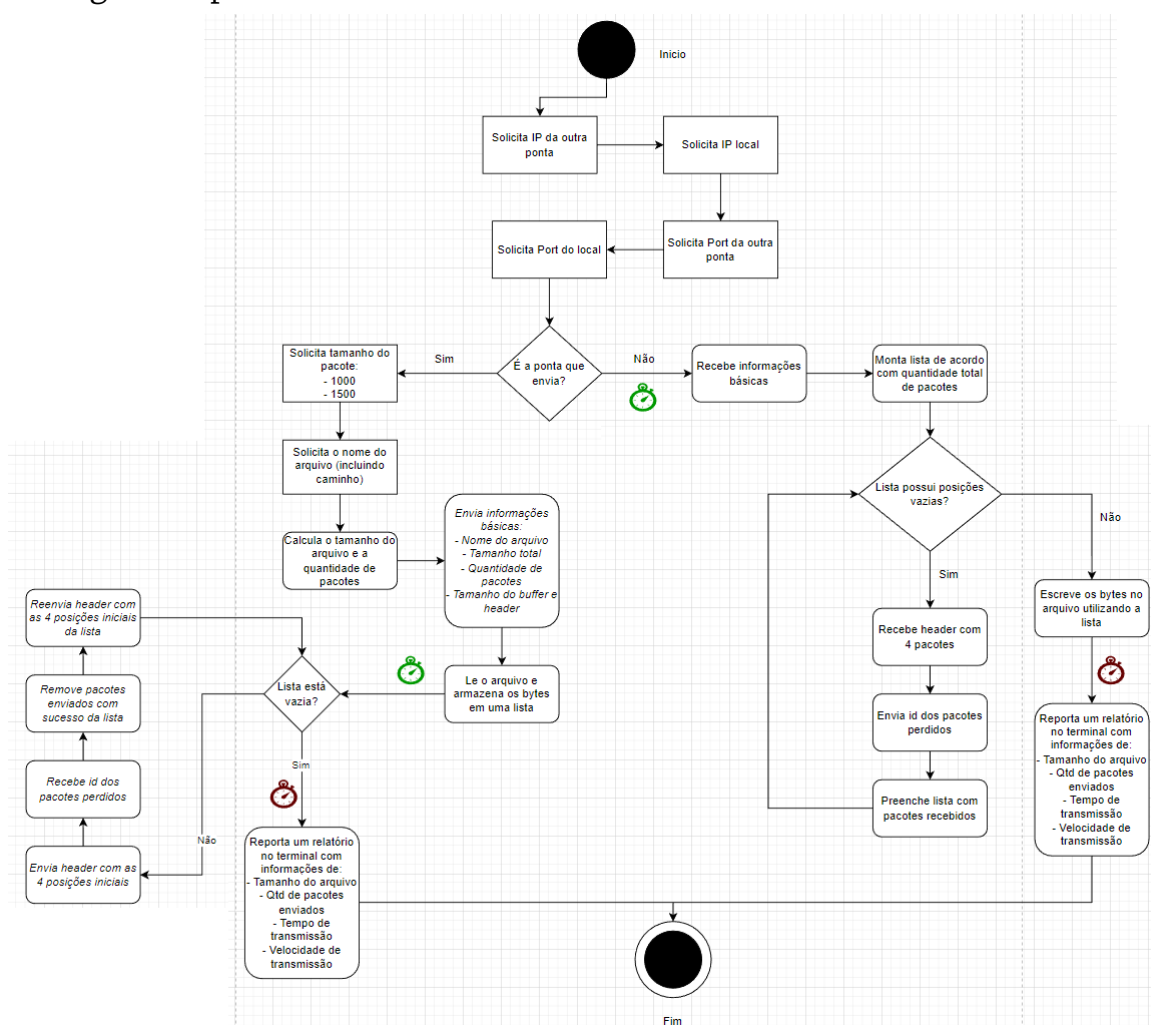 Inicio
Solicita IP da outra
ponta
Solicita IP local
Solicita Port do local
Solicita Port da outra
ponta
Solicita tamanho do
pacote:
- 1000
- 1500
Sim
É a ponta que
envia?
Não
Recebe informações
básicas
Monta lista de acordo
com quantidade total
de pacotes
Solicita o nome do
arquivo (incluindo
caminho)
Lista possui posições
vazias?
Não
Sim
Calcula o tamanho do
arquivo e a
quantidade de
pacotes
Envia informações
básicas:
- Nome do arquivo
- Tamanho total
- Quantidade de
pacotes
- Tamanho do buffer e
header
Reenvia header com
as 4 posições iniciais
da lista
Recebe header com
4 pacotes
Escreve os bytes no
arquivo utilizando a
lista
Remove pacotes
enviados com
sucesso da lista
Lista está
vazia?
Le o arquivo e
armazena os bytes
em uma lista
Envia id dos pacotes
perdidos
Reporta um relatório
no terminal com
informações de:
- Tamanho do arquivo
- Qtd de pacotes
enviados
- Tempo de
transmissão
- Velocidade de
transmissão
Sim
Recebe id dos
pacotes perdidos
Preenche lista com
pacotes recebidos
Não
Envia header com as
4 posições iniciais
Reporta um relatório
no terminal com
informações de:
- Tamanho do arquivo
- Qtd de pacotes
enviados
- Tempo de
transmissão
- Velocidade de
transmissão
Fim